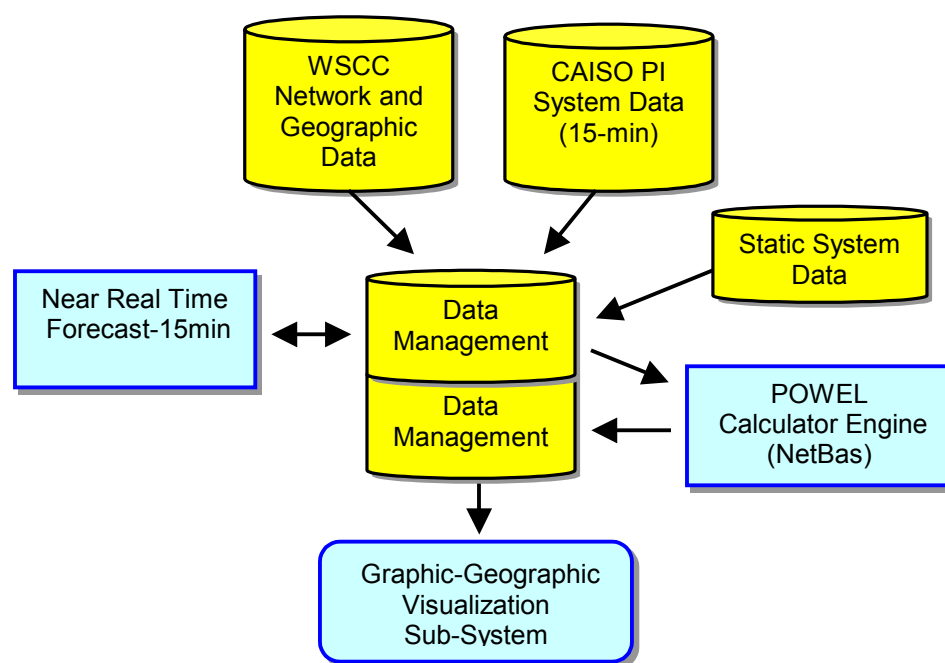 WSCC
Network and
Geographic
Data
CAISO PI
System Data
(15-min)
Static System
Data
Near Real Time
Forecast-15min
Data
Management
Data
Management
POWEL
Calculator Engine
(NetBas)
Graphic-Geographic
Visualization
Sub-System